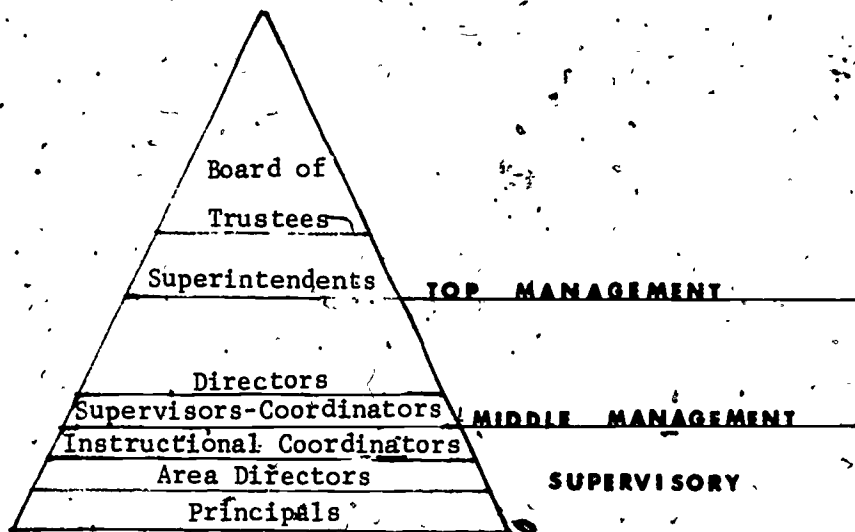 Board of
Trustees
Superintendents
TOP MANAGEMENT
Directors
Supervisors-Coordinators
MIDDLE MANAGEMENT
Instructional Coordinators
Area Directors
SUPERVISORY
Principals